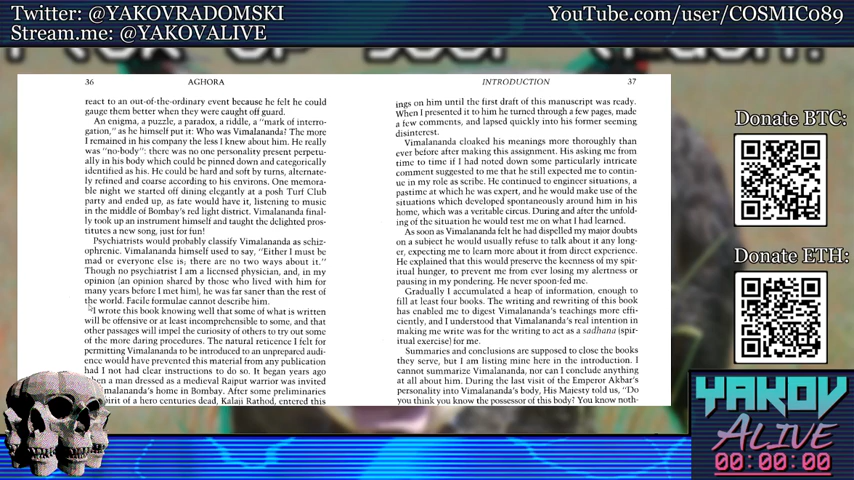 Twitter: @YAKOVRADOMSKI
Stream.me: @YAKOVALIVE
YouTube.com/user/COSMIC089
36
AGHORA
react to an out-of-the-ordinary event because he felt he could
gauge them better when they were caught off guard.
An enigma, a puzzle, a paradox, a riddle, a "mark of interro-
gation," as he himself put it: Who was Vimalananda? The more
I remained in his company the less I knew about him. He really
was "no-body": there was no one personality present perpetu-
ally in his body which could be pinned down and categorically
identified as his. He could be hard and soft by turns, alternate-
ly refined and coarse according to his environs. One memora-
ble night we started off dining elegantly at a posh Turf Club
party and ended up, as fate would have it, listening to music
in the middle of Bombay's red light district. Vimalananda final-
ly took up an instrument himself and taught the delighted pros-
titutes a new song, just for fun!
Psychiatrists would probably classify Vimalananda as schiz-
ophrenic. Vimalananda himself used to say, "Either I must be
mad or everyone else is; there are no two ways about it."
Though no psychiatrist I am a licensed physician, and, in my
opinion (an opinion shared by those who lived with him for
many years before I met him), he was far saner than the rest of
the world. Facile formulae cannot describe him.
I wrote this book knowing well that some of what is written
will be offensive or at least incomprehensible to some, and that
other passages will impel the curiosity of others to try out some
of the more daring procedures. The natural reticence I felt for
permitting Vimalananda to be introduced to an unprepared audi-
ence would have prevented this material from any publication
had I not had clear instructions to do so. It began years ago
a man dressed as a medieval Rajput warrior was invited
malananda's home in Bombay. After some preliminaries
spirit of a hero centuries dead, Kalaji Rathod, entered this
INTRODUCTION
37
ings on him until the first draft of this manuscript was ready.
When I presented it to him he turned through a few pages, made
a few comments, and lapsed quickly into his former seeming
disinterest.
Vimalananda cloaked his meanings more thoroughly than
ever before after making this assignment. His asking me from
time to time if I had noted down some particularly intricate
comment suggested to me that he still expected me to contin-
ue in my role as scribe. He continued to engineer situations, a
pastime at which he was expert, and he would make use of the
situations which developed spontaneously around him in his
home, which was a veritable circus. During and after the unfold-
ing of the situation he would test me on what I had learned.
As soon as Vimalananda felt he had dispelled my major doubts
on a subject he would usually refuse to talk about it any long-
er, expecting me to learn more about it from direct experience.
He explained that this would preserve the keenness of my spir-
itual hunger, to prevent me from ever losing my alertness or
pausing in my pondering. He never spoon-fed me.
Gradually I accumulated a heap of information, enough to
fill at least four books. The writing and rewriting of this book
has enabled me to digest Vimalananda's teachings more effi-
ciently, and I understood that Vimalananda's real intention in
making me write was for the writing to act as a sadhana (spir-
itual exercise) for me.
Summaries and conclusions are supposed to close the books
they serve, but I am listing mine here in the introduction. I
cannot summarize Vimalananda, nor can I conclude anything
at all about him. During the last visit of the Emperor Akbar's
personality into Vimalananda's body, His Majesty told us, "Do
you think you know the possessor of this body? You know noth-
Donate BTC:
Donate ETH:
YAKOV
ALIVE
00:00:00